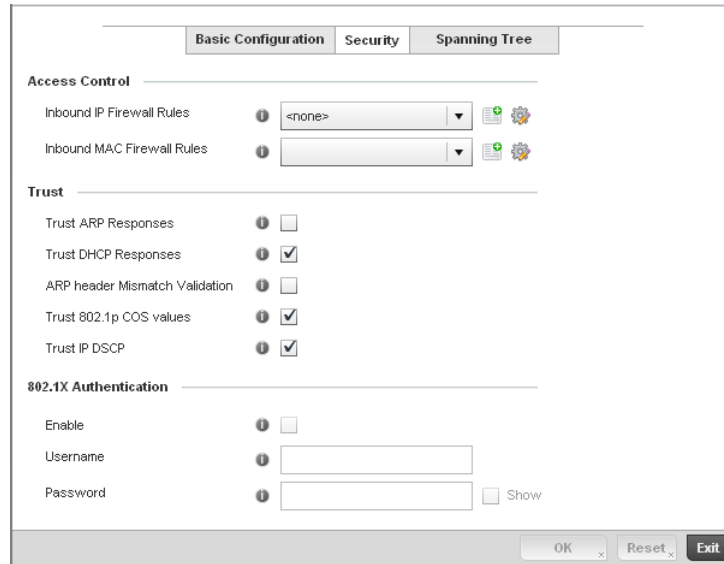 Basic Configuration Security Spanning Tree
Access Control
Inbound IP Firewall Rules <none>
Inbound MAC Firewall Rules
Trust
Trust ARP Responses
Trust DHCP Responses
ARP header Mismatch Validation
Trust 802.1p COS values
Trust IP DSCP
802.1X Authentication
Enable
Username
Password Show
OK Reset Exit